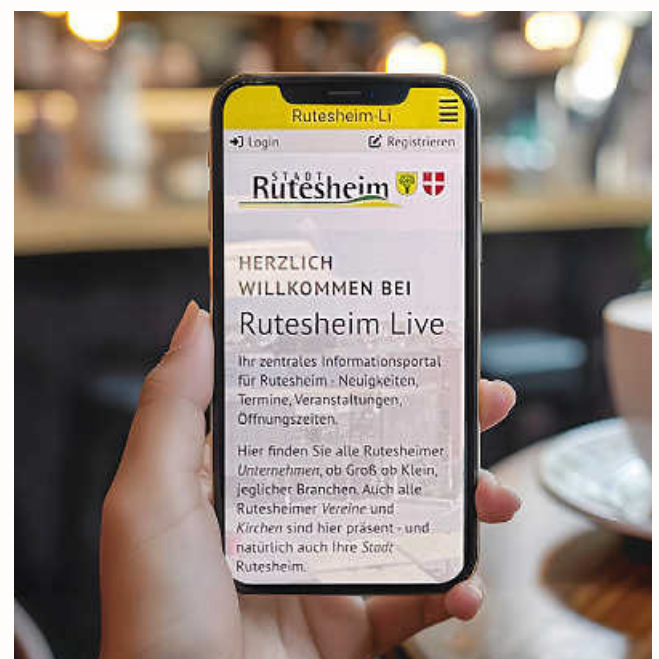 Rutesheim-Li
Login Registrieren
STADT
Rutesheim
HERZLICH
WILLKOMMEN BEI
Rutesheim Live
Ihr zentrales Informationsportal
für Rutesheim - Neuigkeiten,
Termine, Veranstaltungen,
Öffnungszeiten.
Hier finden Sie alle Rutesheimer
Unternehmen, ob Groß ob Klein,
jeglicher Branchen. Auch alle
Rutesheimer Vereine und
Kirchen sind hier präsent - und
natürlich auch Ihre Stadt
Rutesheim.